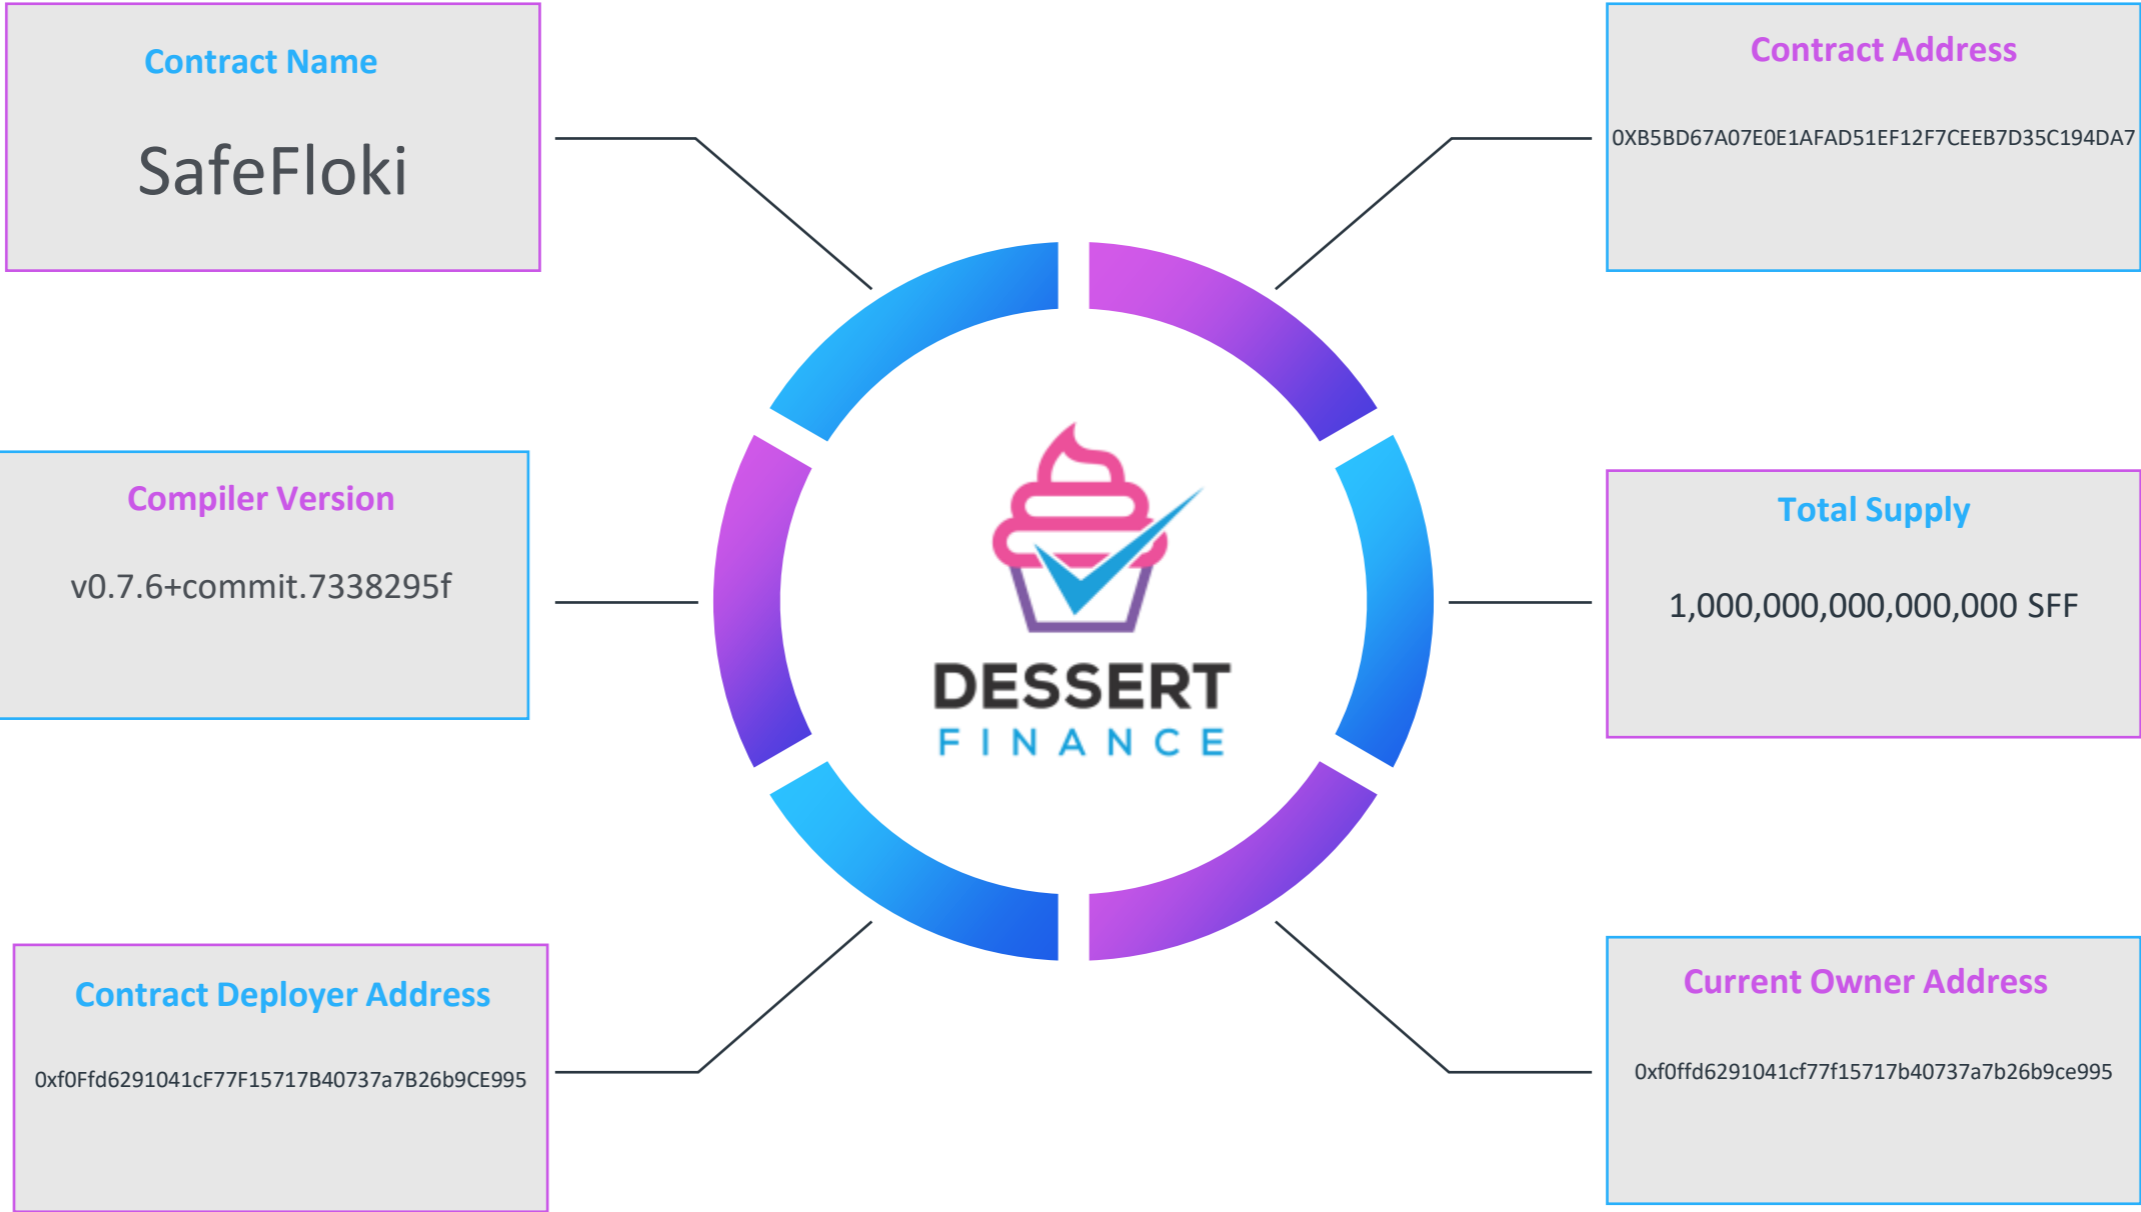 Contract Name
SafeFloki
Contract Address
0XB5BD67A07E0E1AFAD51EF12F7CEEB7D35C194DA7
Compiler Version
v0.7.6+commit.7338295f
DESSERT
FINANCE
Total Supply
1,000,000,000,000,000 SFF
Contract Deployer Address
0xf0Ffd6291041cF77F15717B40737a7B26b9CE995
Current Owner Address
0xf0ffd6291041cf77f15717b40737a7b26b9ce995